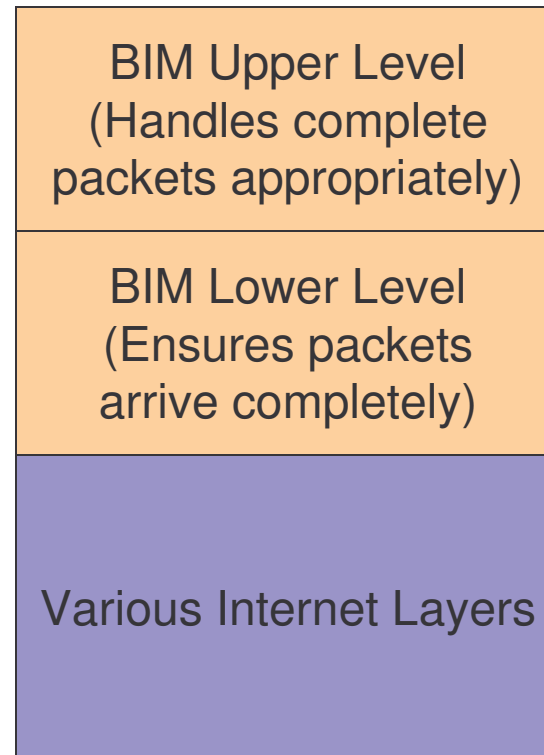 BIM Upper Level
(Handles complete
packets appropriately)
BIM Lower Level
(Ensures packets
arrive completely)
Various Internet Layers